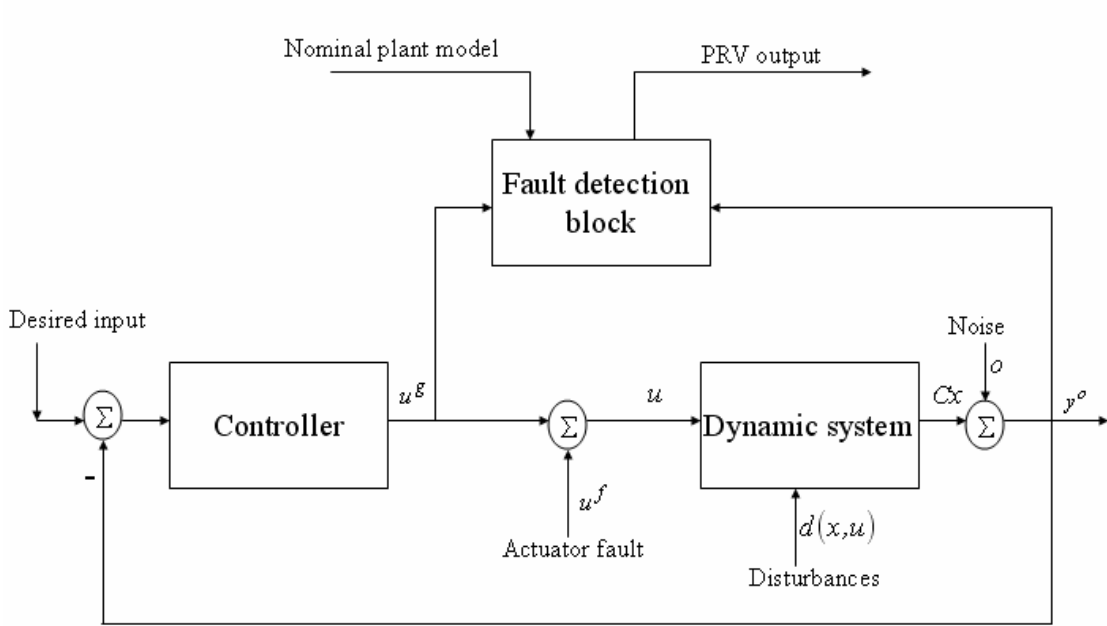 Nominal plant model
PRV output
Fault detection
block
Desired input
Noise
o
u^g
u
Cx
y^o
Σ
Controller
Σ
Dynamic system
Σ
-
u^f
d(x,u)
Actuator fault
Disturbances